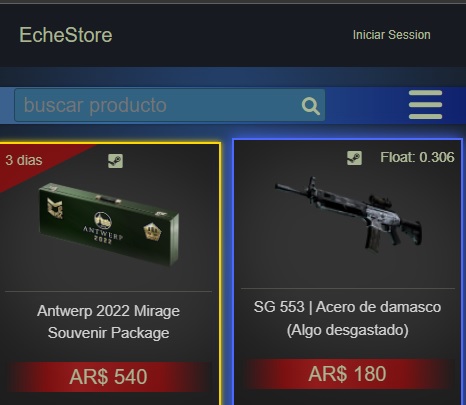 EcheStore
Iniciar Session
buscar producto
3 dias
ANTWERP
2022
Antwerp 2022 Mirage
Souvenir Package
AR$ 540
Float: 0.306
SG 553 | Acero de damasco
(Algo desgastado)
AR$ 180